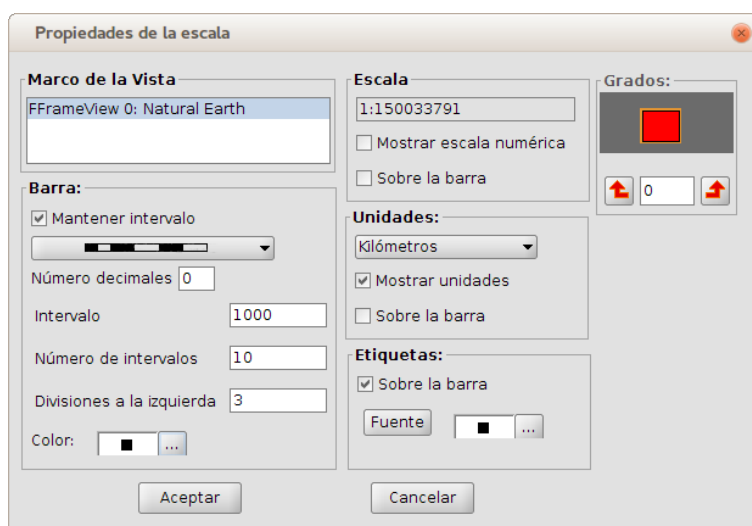 Propiedades de la escala
Marco de la Vista
FFrameView 0: Natural Earth
Barra:
Mantener intervalo
Número decimales 0
Intervalo 1000
Número de intervalos 10
Divisiones a la izquierda 3
Color: ...
Escala
1:150033791
Mostrar escala numérica
Sobre la barra
Unidades:
Kilómetros
Mostrar unidades
Sobre la barra
Etiquetas:
Sobre la barra
Fuente ...
Grados:
0
Aceptar
Cancelar